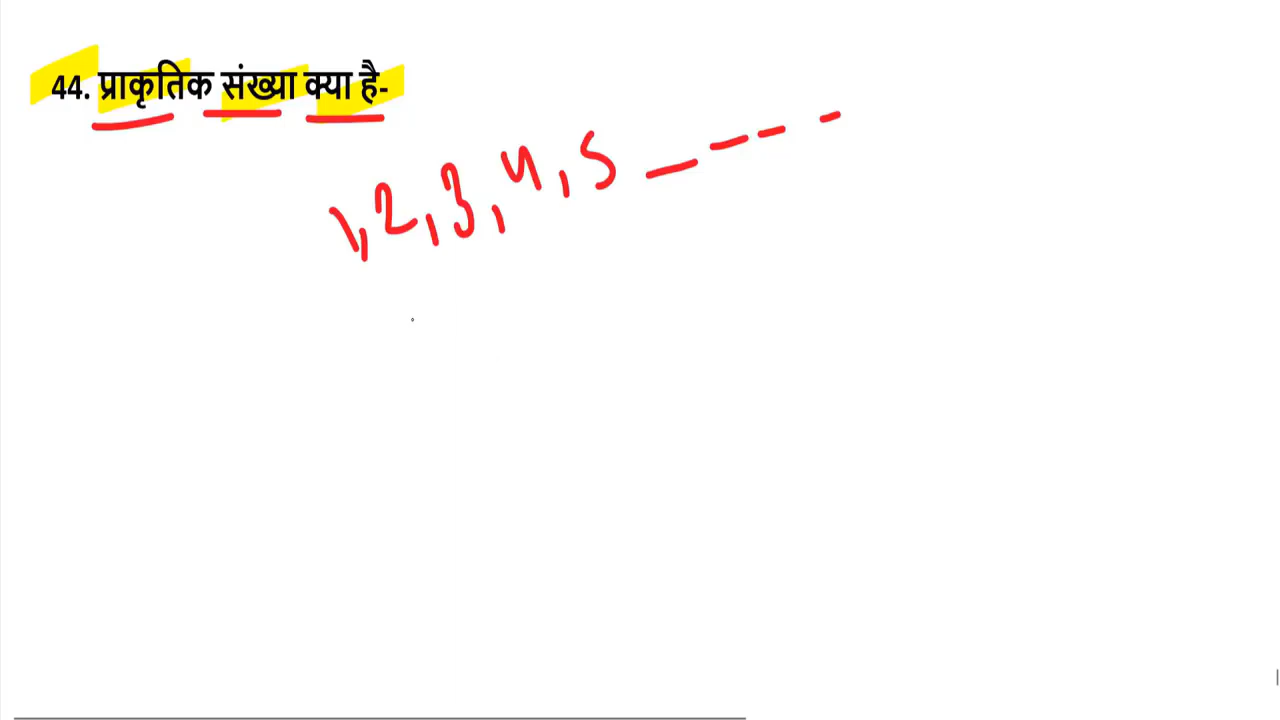 44. प्राकृतिक संख्या क्या है-
1, 2, 3, 4, 5 _ _ _ _